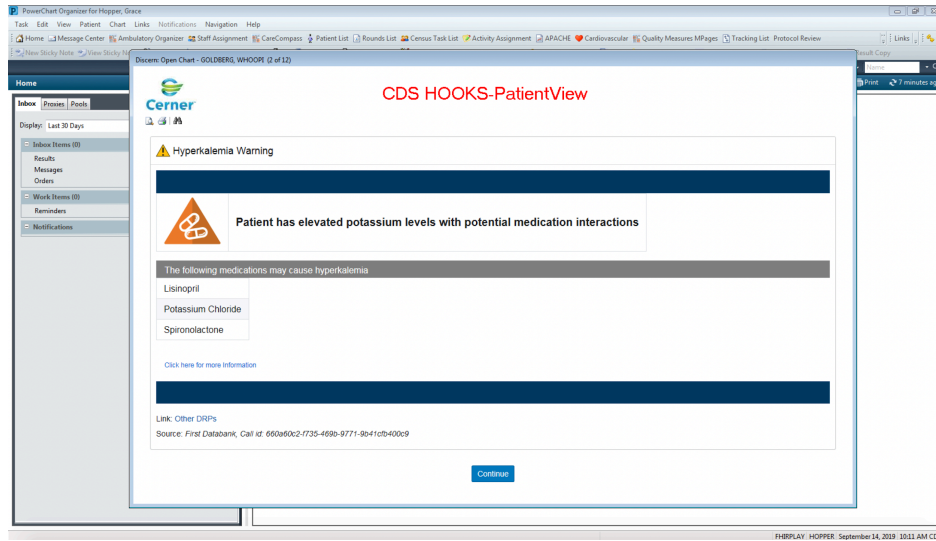 PowerChart Organizer for Hopper, Grace
Task Edit View Patient Chart Links Notifications Navigation Help
Home Message Center Ambulatory Organizer Staff Assignment CareCompass Patient List Rounds List Census Task List Activity Assignment APACHE Cardiovascular Quality Measures MPages Tracking List Protocol Review Links
New Sticky Note View Sticky Result Copy
Discern: Open Chart - GOLDBERG, WHOOPI (2 of 12)
Name
Home
Print 7 minutes ag
Cerner
CDS HOOKS-PatientView
Inbox Proxies Pools
Display: Last 30 Days
Inbox Items (0)
Results
Messages
Orders
Work Items (0)
Reminders
Notifications
Hyperkalemia Warning
Patient has elevated potassium levels with potential medication interactions
The following medications may cause hyperkalemia
Lisinopril
Potassium Chloride
Spironolactone
Click here for more Information
Link: Other DRPs
Source: First Databank, Call id: 660a60c2-f735-469b-9771-9b41cfb400c9
Continue
FHIRPLAY HOPPER September 14, 2019 10:11 AM CD